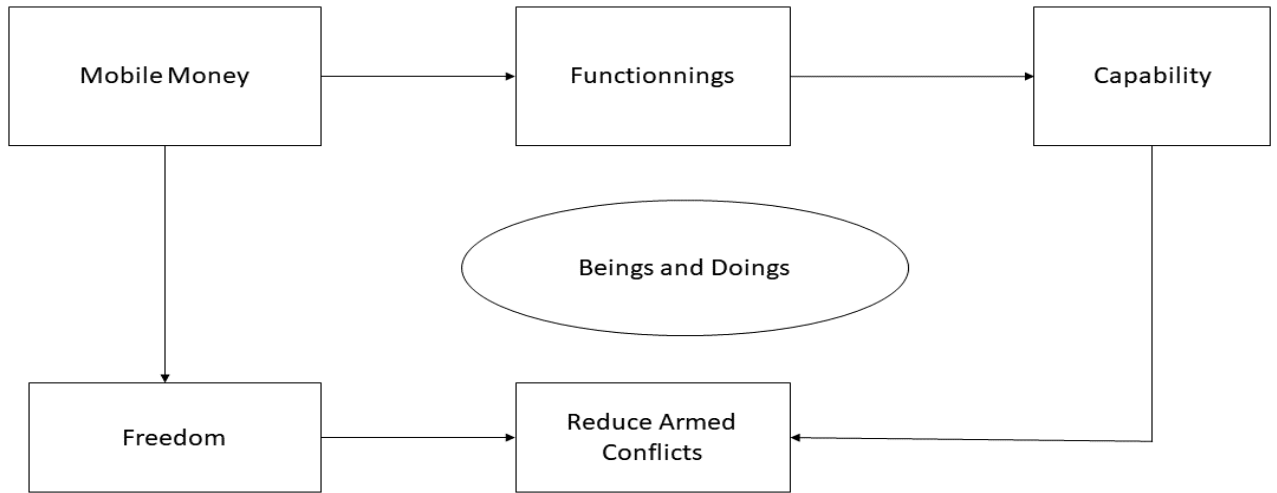 Mobile Money
Functionnings
Capability
Beings and Doings
Freedom
Reduce Armed
Conflicts